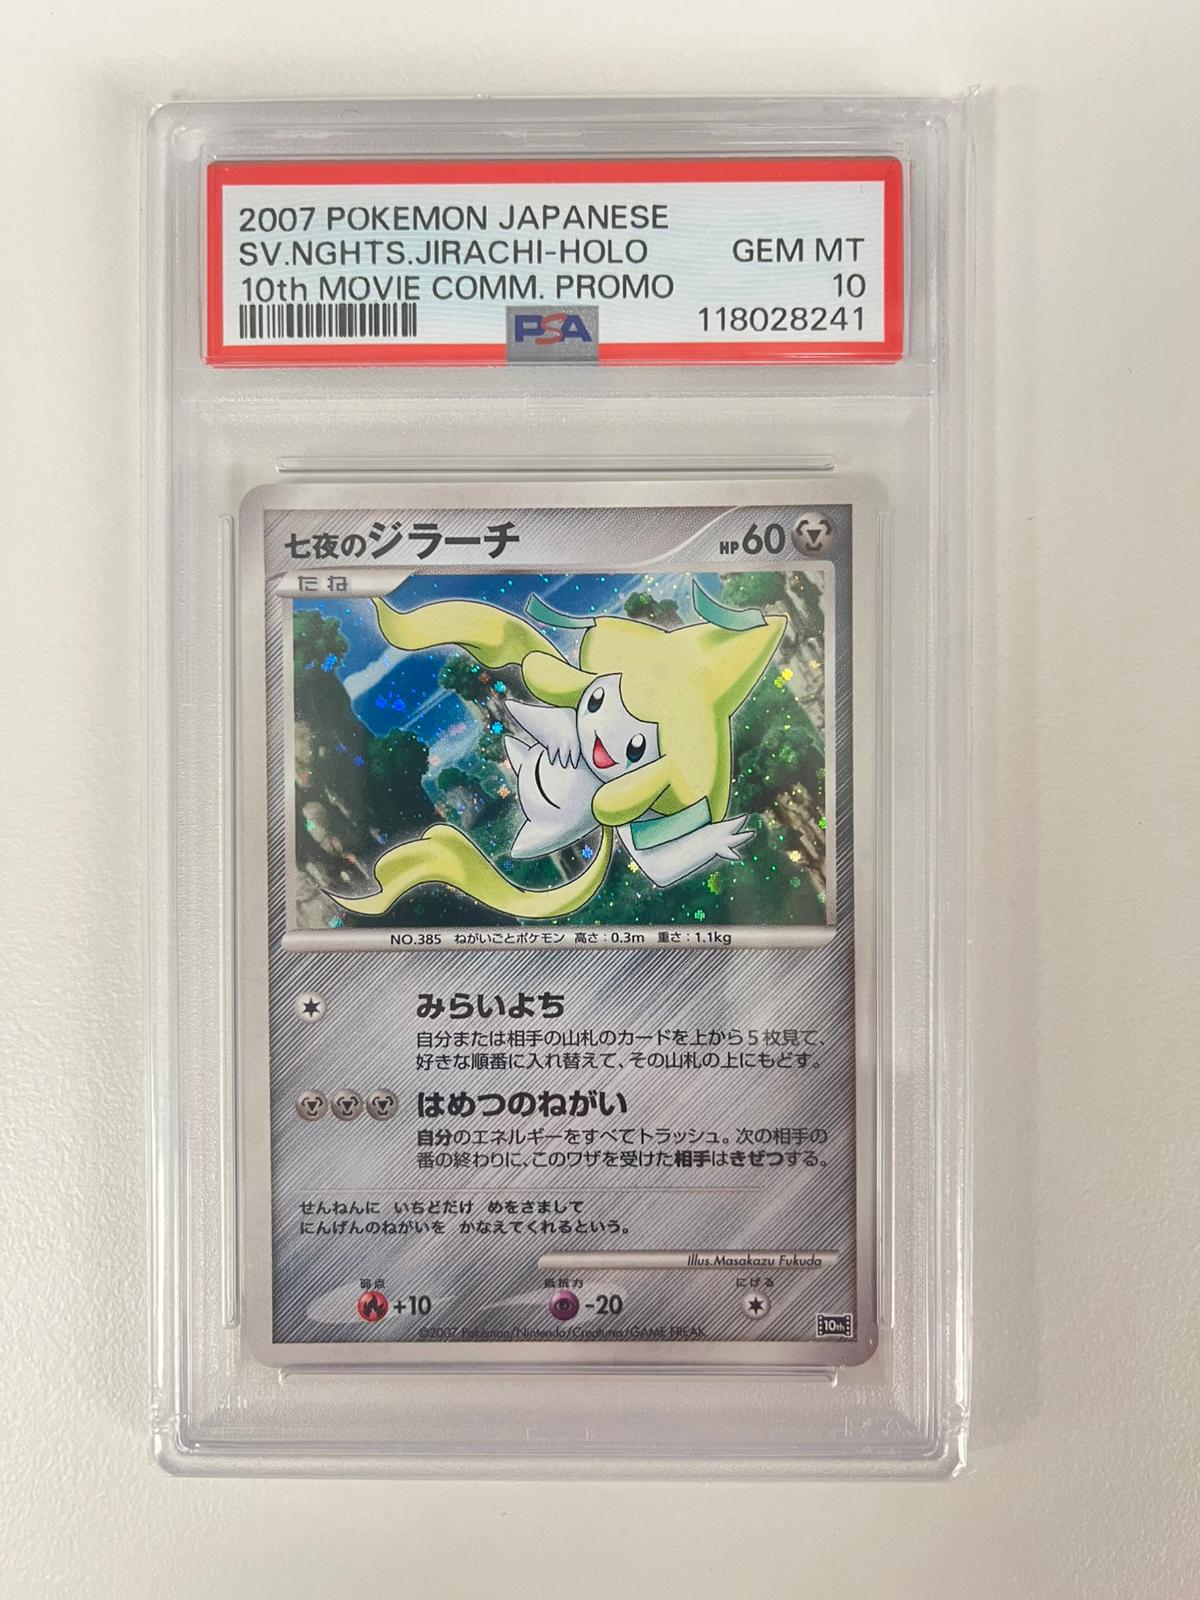 2007 POKEMON JAPANESE
SV.NGHTS.JIRACHI-HOLO GEM MT
10th MOVIE COMM. PROMO 10
PSA 118028241
七夜のジラーチ HP60
たね
NO.385 ねがいごとポケモン 高さ:0.3m 重さ:1.1kg
みらいよち
自分または相手の山札のカードを上から5枚見て、
好きな順番に入れ替えて、その山札の上にもどす。
はめつのねがい
自分のエネルギーをすべてトラッシュ。次の相手の
番の終わりに、このワザを受けた相手はきぜつする。
せんねんに いちどだけ めをさまして
にんげんのねがいを かなえてくれるという。
Illus.Masakazu Fukuda
弱点 抵抗力 にげる
+10 -20
©2007 Pokémon/Nintendo/Creatures/GAME FREAK.
10th